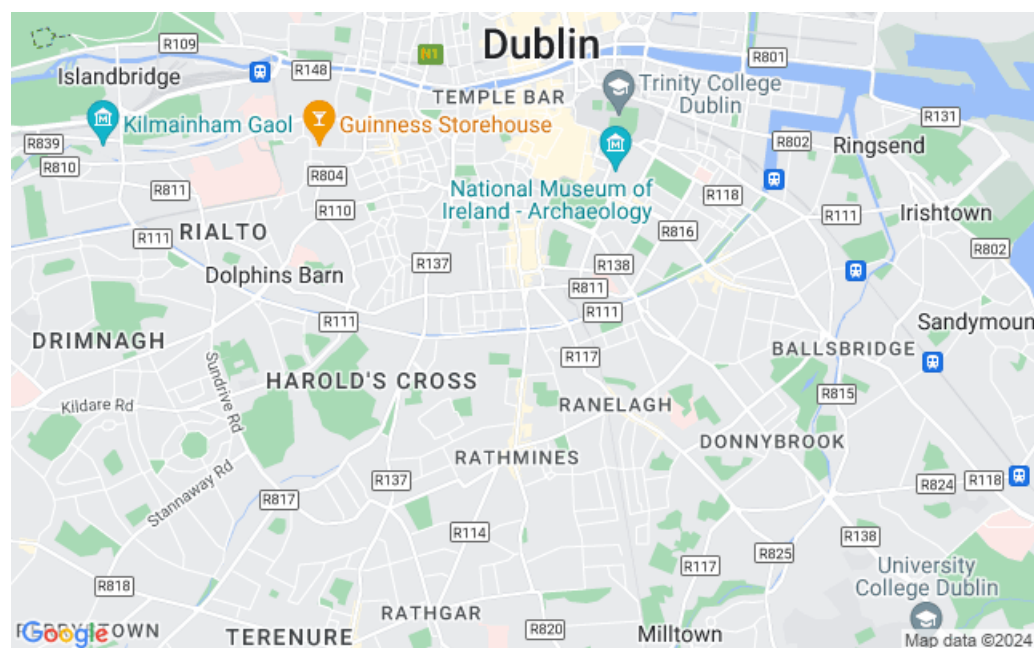 Dublin
R109
N1
R801
R148
Islandbridge
TEMPLE BAR
Trinity College
Dublin
Kilmainham Gaol
Guinness Storehouse
R131
R839
R810
R802
Ringsend
National Museum of
Ireland - Archaeology
R804
R811
R118
R110
R111
Irishtown
R816
RIALTO
R111
R802
R137
R138
Dolphins Barn
R811
R111
R111
Sandymoun
DRIMNAGH
BALLSBRIDGE
R117
Sundrive Rd
HAROLD'S CROSS
R815
Kildare Rd
RANELAGH
DONNYBROOK
RATHMINES
Stannaway Rd
R137
R824
R118
R817
R114
R138
R825
R117
University
College Dublin
R818
RATHGAR
Google
TOWN
TERENURE
R820
Milltown
Map data ©2024